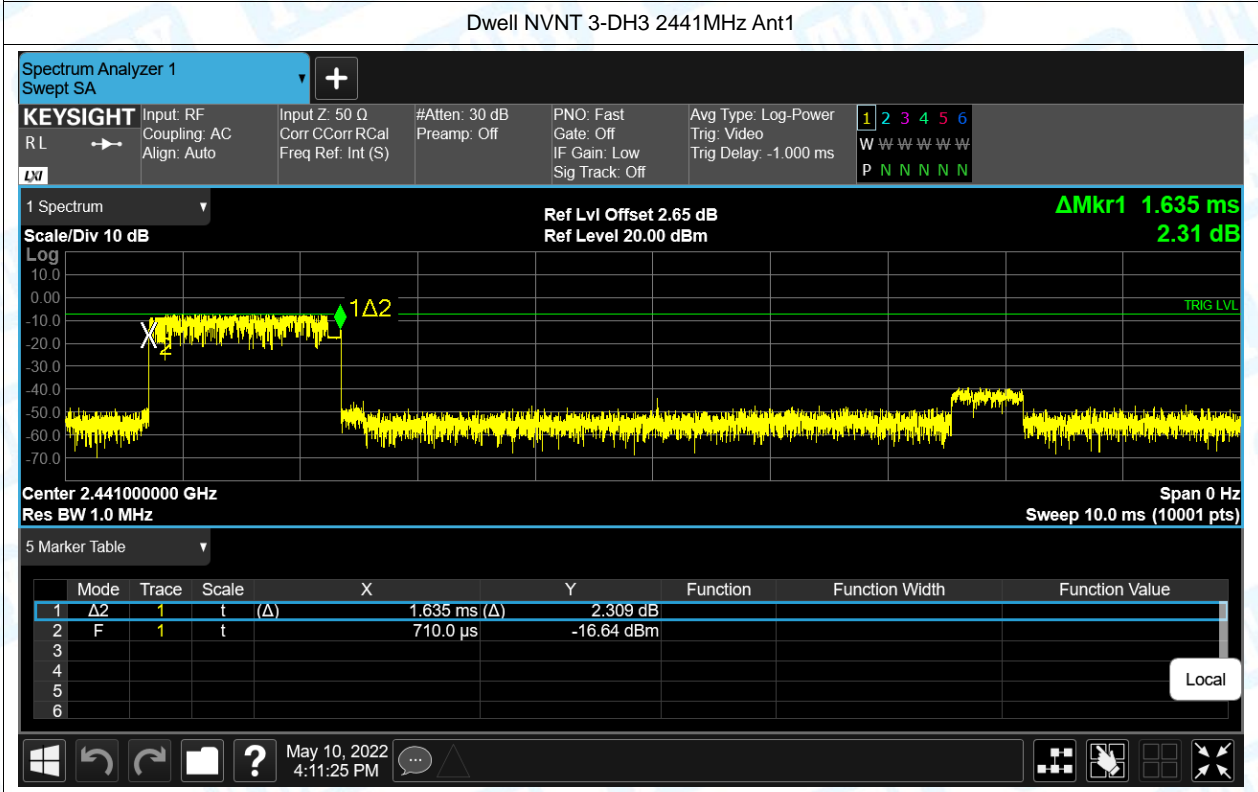 Dwell NVNT 3-DH3 2441MHz Ant1
Spectrum Analyzer 1
Swept SA
▼
+
KEYSIGHT
RL
LXI
Input: RF
Coupling: AC
Align: Auto
Input Z: 50 Ω
Corr CCorr RCal
Freq Ref: Int (S)
#Atten: 30 dB
Preamp: Off
PNO: Fast
Gate: Off
IF Gain: Low
Sig Track: Off
Avg Type: Log-Power
Trig: Video
Trig Delay: -1.000 ms
1 2 3 4 5 6
W W W W W W
P N N N N N
1 Spectrum ▼
Scale/Div 10 dB
Ref Lvl Offset 2.65 dB
Ref Level 20.00 dBm
ΔMkr1 1.635 ms
2.31 dB
Log
10.0
0.00
-10.0
-20.0
-30.0
-40.0
-50.0
-60.0
-70.0
1Δ2
X
2
TRIG LVL
Center 2.441000000 GHz
Res BW 1.0 MHz
Span 0 Hz
Sweep 10.0 ms (10001 pts)
5 Marker Table ▼
Mode Trace Scale X Y Function Function Width Function Value
1 Δ2 1 t (Δ) 1.635 ms (Δ) 2.309 dB
2 F 1 t 710.0 µs -16.64 dBm
3
4
5
6
Local
?
May 10, 2022
4:11:25 PM